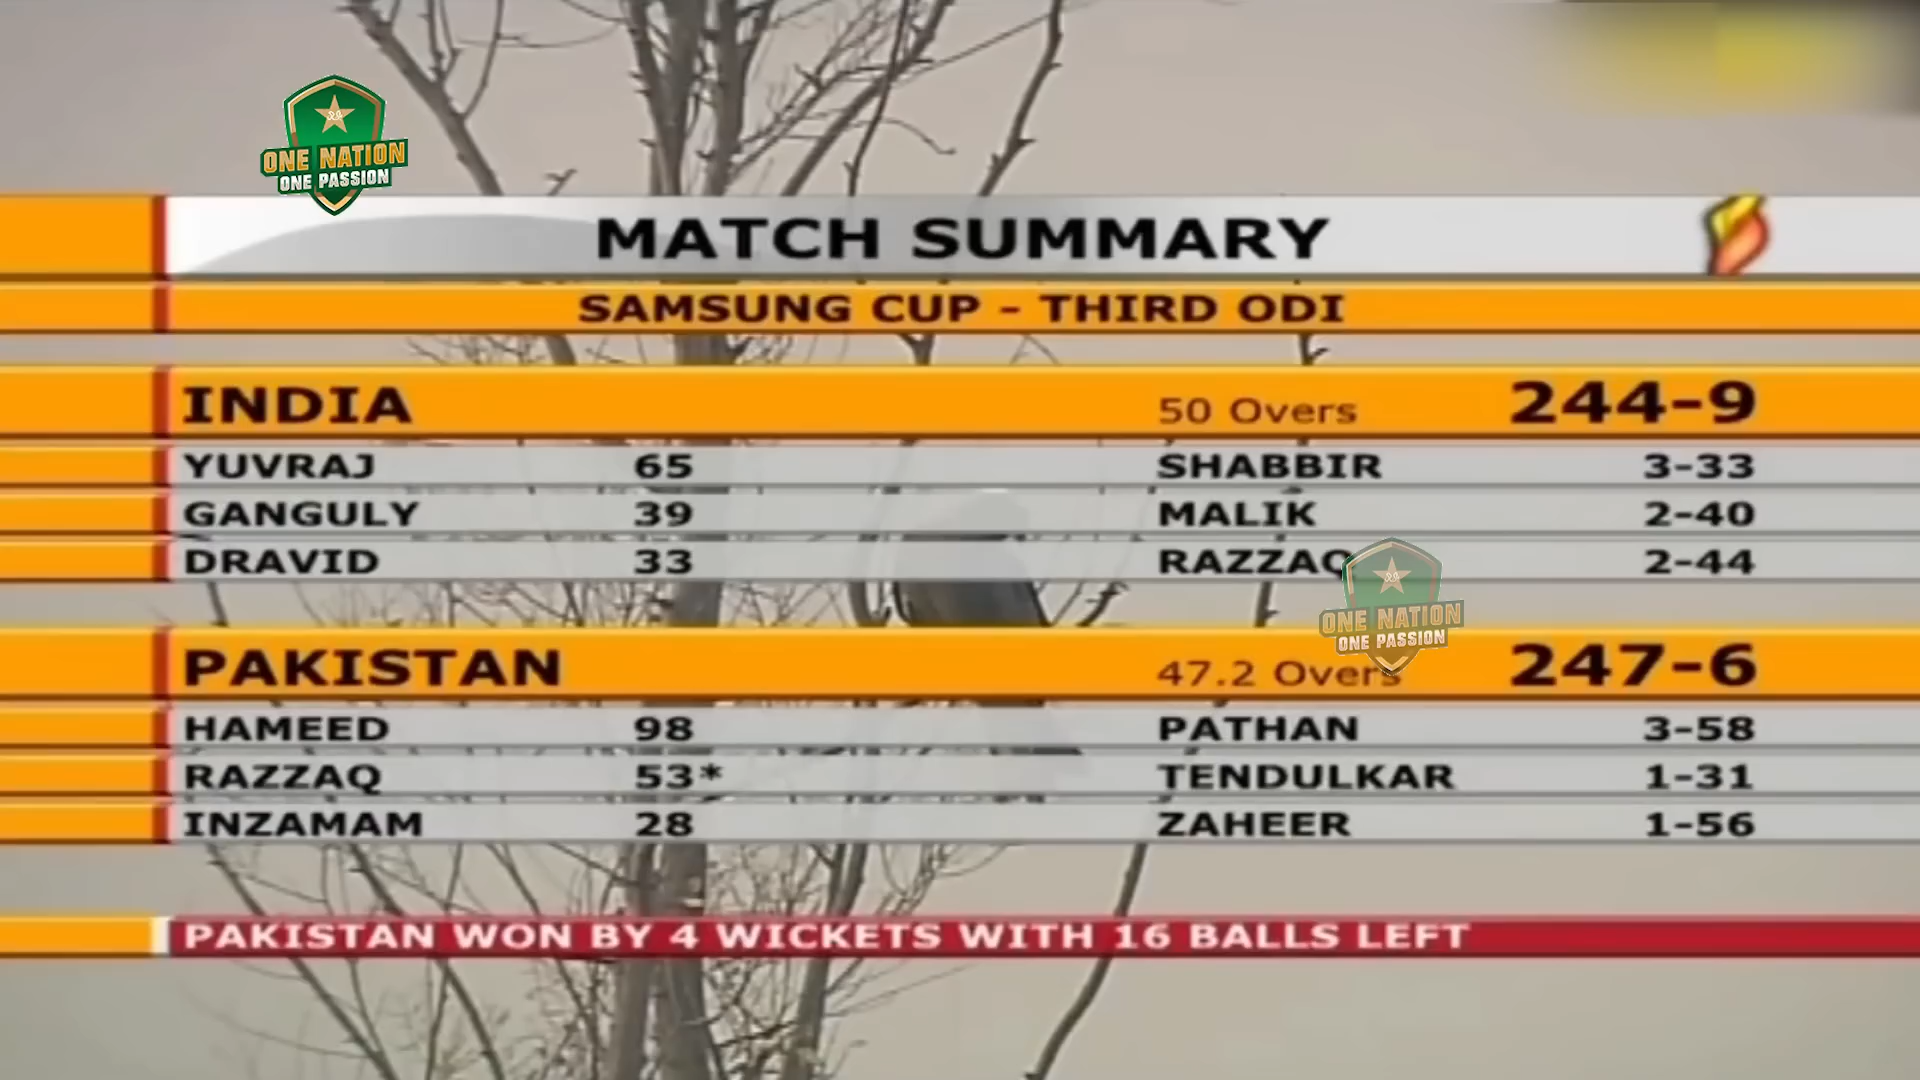 ONE NATION
ONE PASSION
MATCH SUMMARY
SAMSUNG CUP - THIRD ODI
INDIA 50 Overs 244-9
YUVRAJ 65 SHABBIR 3-33
GANGULY 39 MALIK 2-40
DRAVID 33 RAZZAQ 2-44
ONE NATION
ONE PASSION
PAKISTAN 47.2 Overs 247-6
HAMEED 98 PATHAN 3-58
RAZZAQ 53* TENDULKAR 1-31
INZAMAM 28 ZAHEER 1-56
PAKISTAN WON BY 4 WICKETS WITH 16 BALLS LEFT